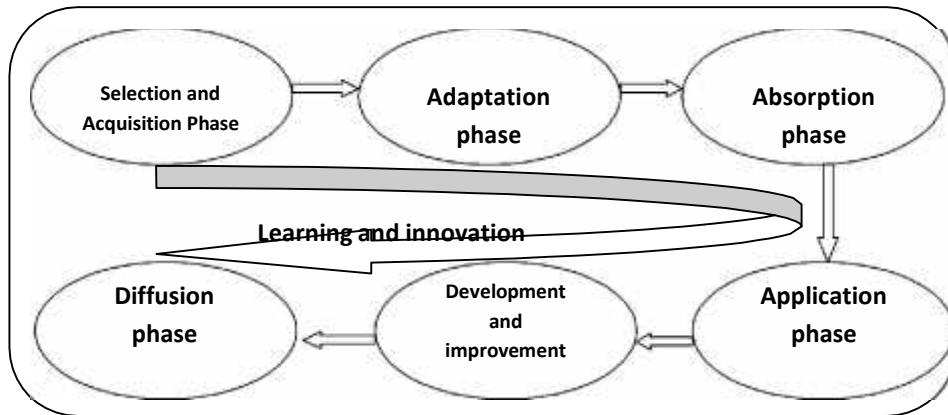 Selection and
Acquisition Phase
Adaptation
phase
Absorption
phase
Learning and innovation
Diffusion
phase
Development
and
improvement
Application
phase